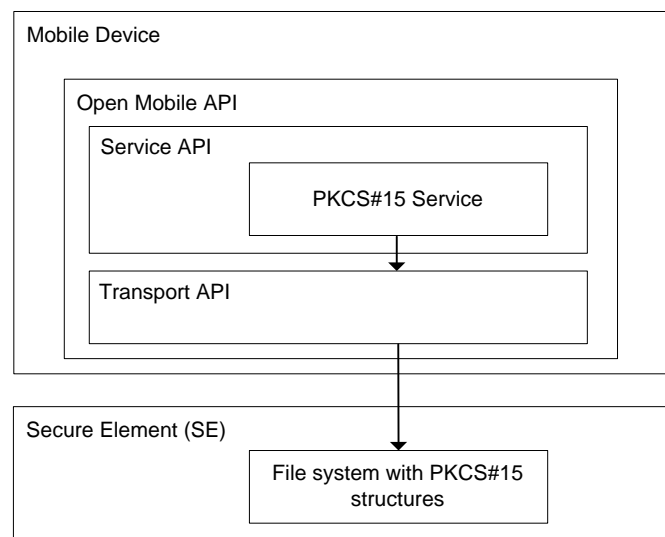 Mobile Device
Open Mobile API
Service API
PKCS#15 Service
Transport API
Secure Element (SE)
File system with PKCS#15
structures